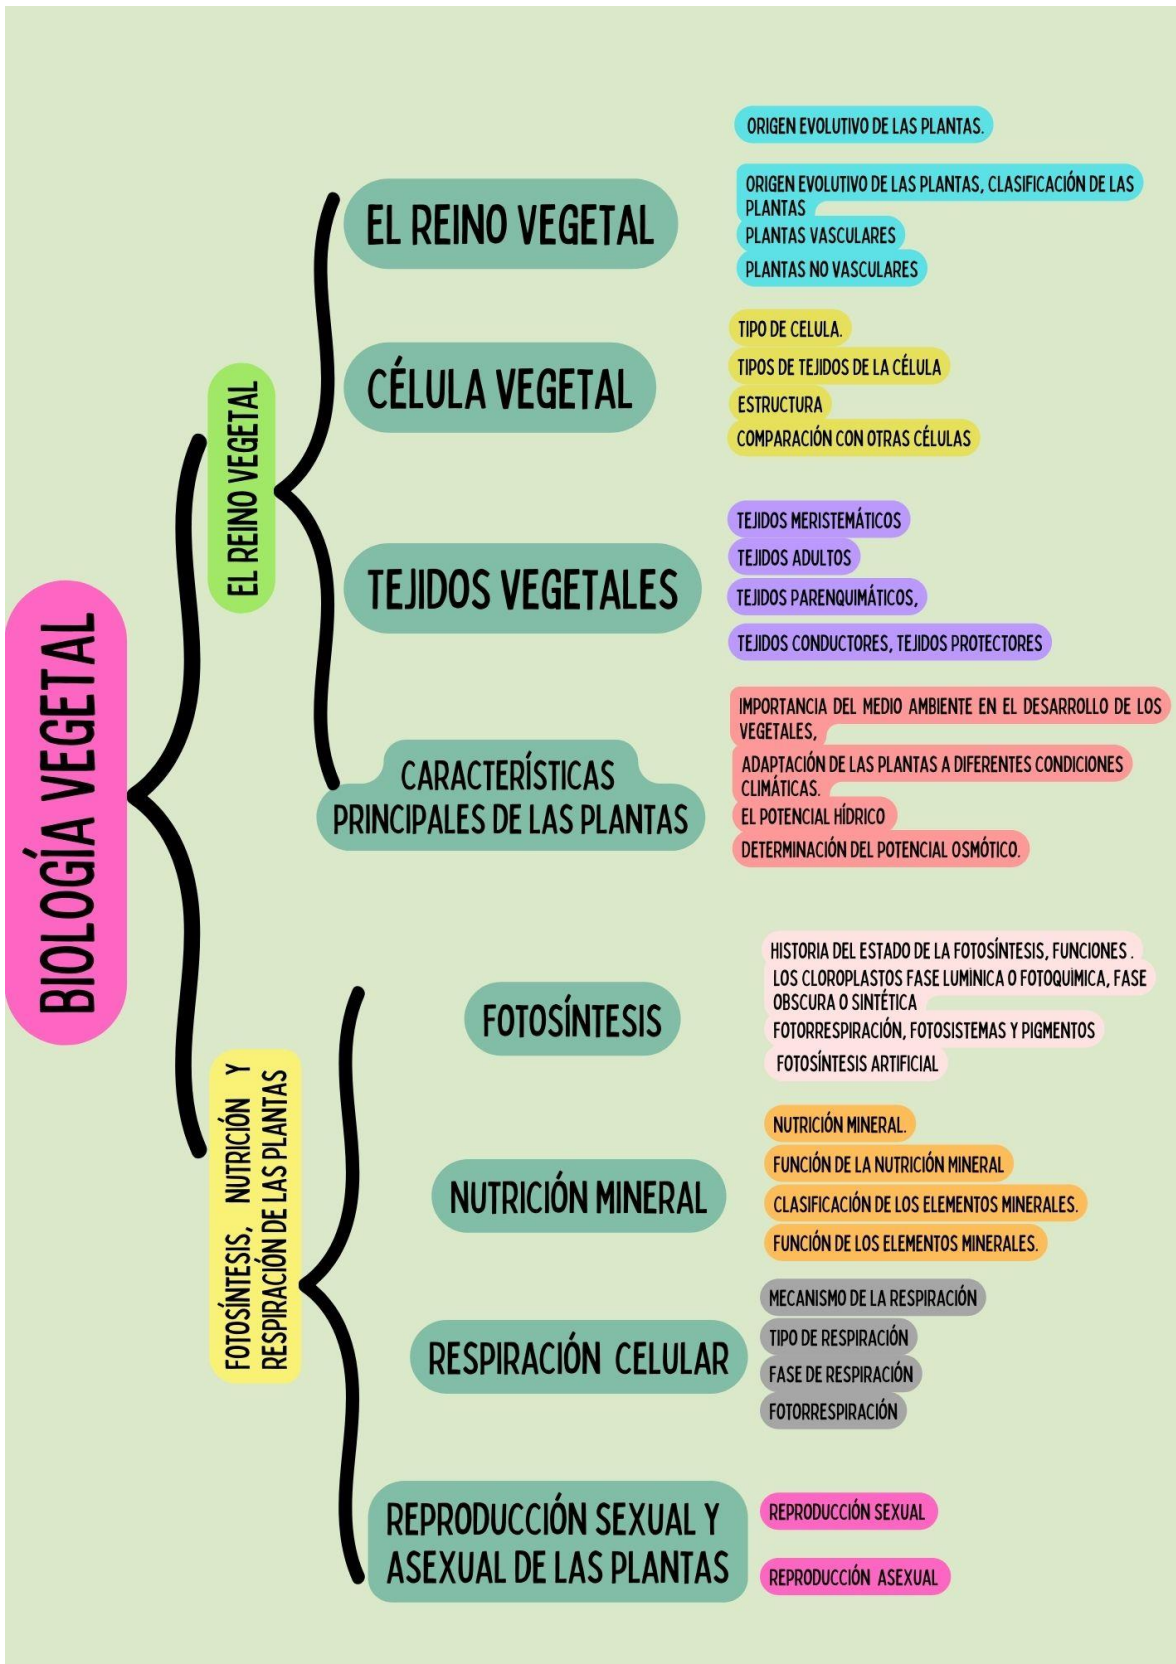 BIOLOGÍA VEGETAL
EL REINO VEGETAL
EL REINO VEGETAL
ORIGEN EVOLUTIVO DE LAS PLANTAS.
ORIGEN EVOLUTIVO DE LAS PLANTAS, CLASIFICACIÓN DE LAS
PLANTAS
PLANTAS VASCULARES
PLANTAS NO VASCULARES
CÉLULA VEGETAL
TIPO DE CELULA.
TIPOS DE TEJIDOS DE LA CÉLULA
ESTRUCTURA
COMPARACIÓN CON OTRAS CÉLULAS
TEJIDOS VEGETALES
TEJIDOS MERISTEMÁTICOS
TEJIDOS ADULTOS
TEJIDOS PARENQUIMÁTICOS,
TEJIDOS CONDUCTORES, TEJIDOS PROTECTORES
CARACTERÍSTICAS
PRINCIPALES DE LAS PLANTAS
IMPORTANCIA DEL MEDIO AMBIENTE EN EL DESARROLLO DE LOS
VEGETALES,
ADAPTACIÓN DE LAS PLANTAS A DIFERENTES CONDICIONES
CLIMÁTICAS.
EL POTENCIAL HÍDRICO
DETERMINACIÓN DEL POTENCIAL OSMÓTICO.
FOTOSÍNTESIS, NUTRICIÓN Y
RESPIRACIÓN DE LAS PLANTAS
FOTOSÍNTESIS
HISTORIA DEL ESTADO DE LA FOTOSÍNTESIS, FUNCIONES .
LOS CLOROPLASTOS FASE LUMÌNICA O FOTOQUÌMICA, FASE
OBSCURA O SINTÉTICA
FOTORRESPIRACIÓN, FOTOSISTEMAS Y PIGMENTOS
FOTOSÍNTESIS ARTIFICIAL
NUTRICIÓN MINERAL
NUTRICIÓN MINERAL.
FUNCIÓN DE LA NUTRICIÓN MINERAL
CLASIFICACIÓN DE LOS ELEMENTOS MINERALES.
FUNCIÓN DE LOS ELEMENTOS MINERALES.
RESPIRACIÓN CELULAR
MECANISMO DE LA RESPIRACIÓN
TIPO DE RESPIRACIÓN
FASE DE RESPIRACIÓN
FOTORRESPIRACIÓN
REPRODUCCIÓN SEXUAL Y
ASEXUAL DE LAS PLANTAS
REPRODUCCIÓN SEXUAL
REPRODUCCIÓN ASEXUAL